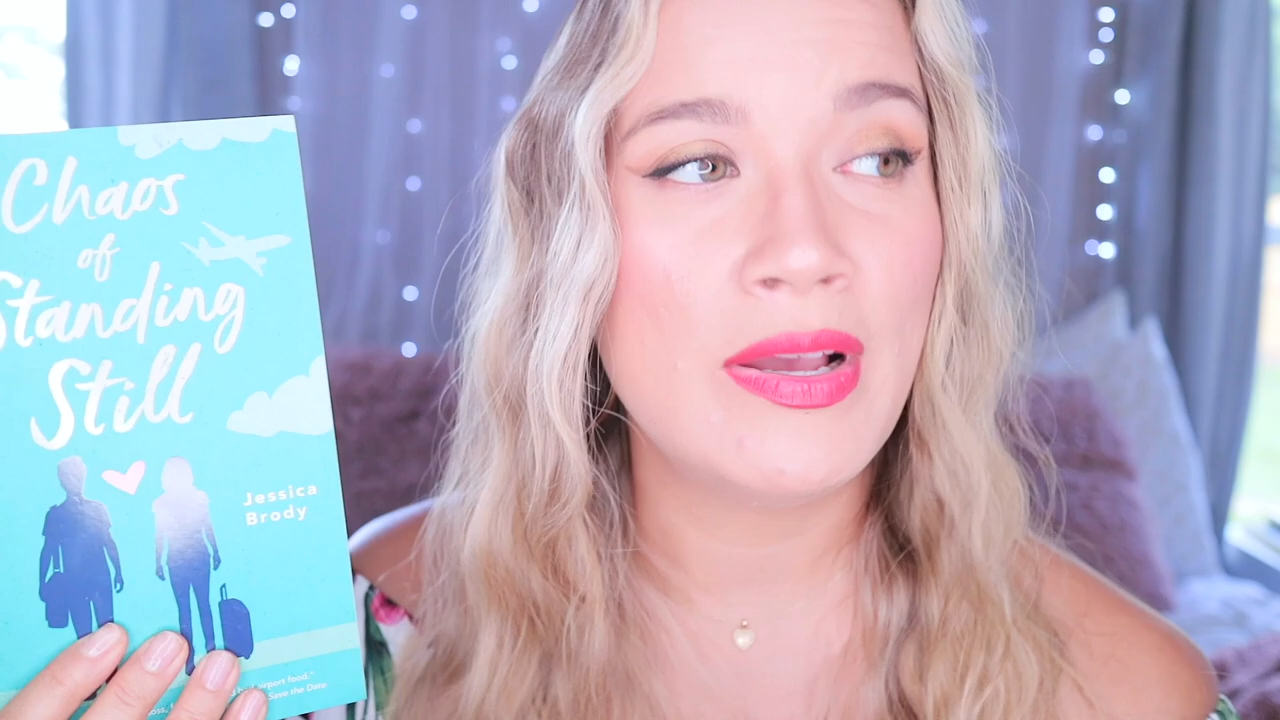 Chaos
of
Standing
Still
Jessica
Brody
airport food."
Save the Date